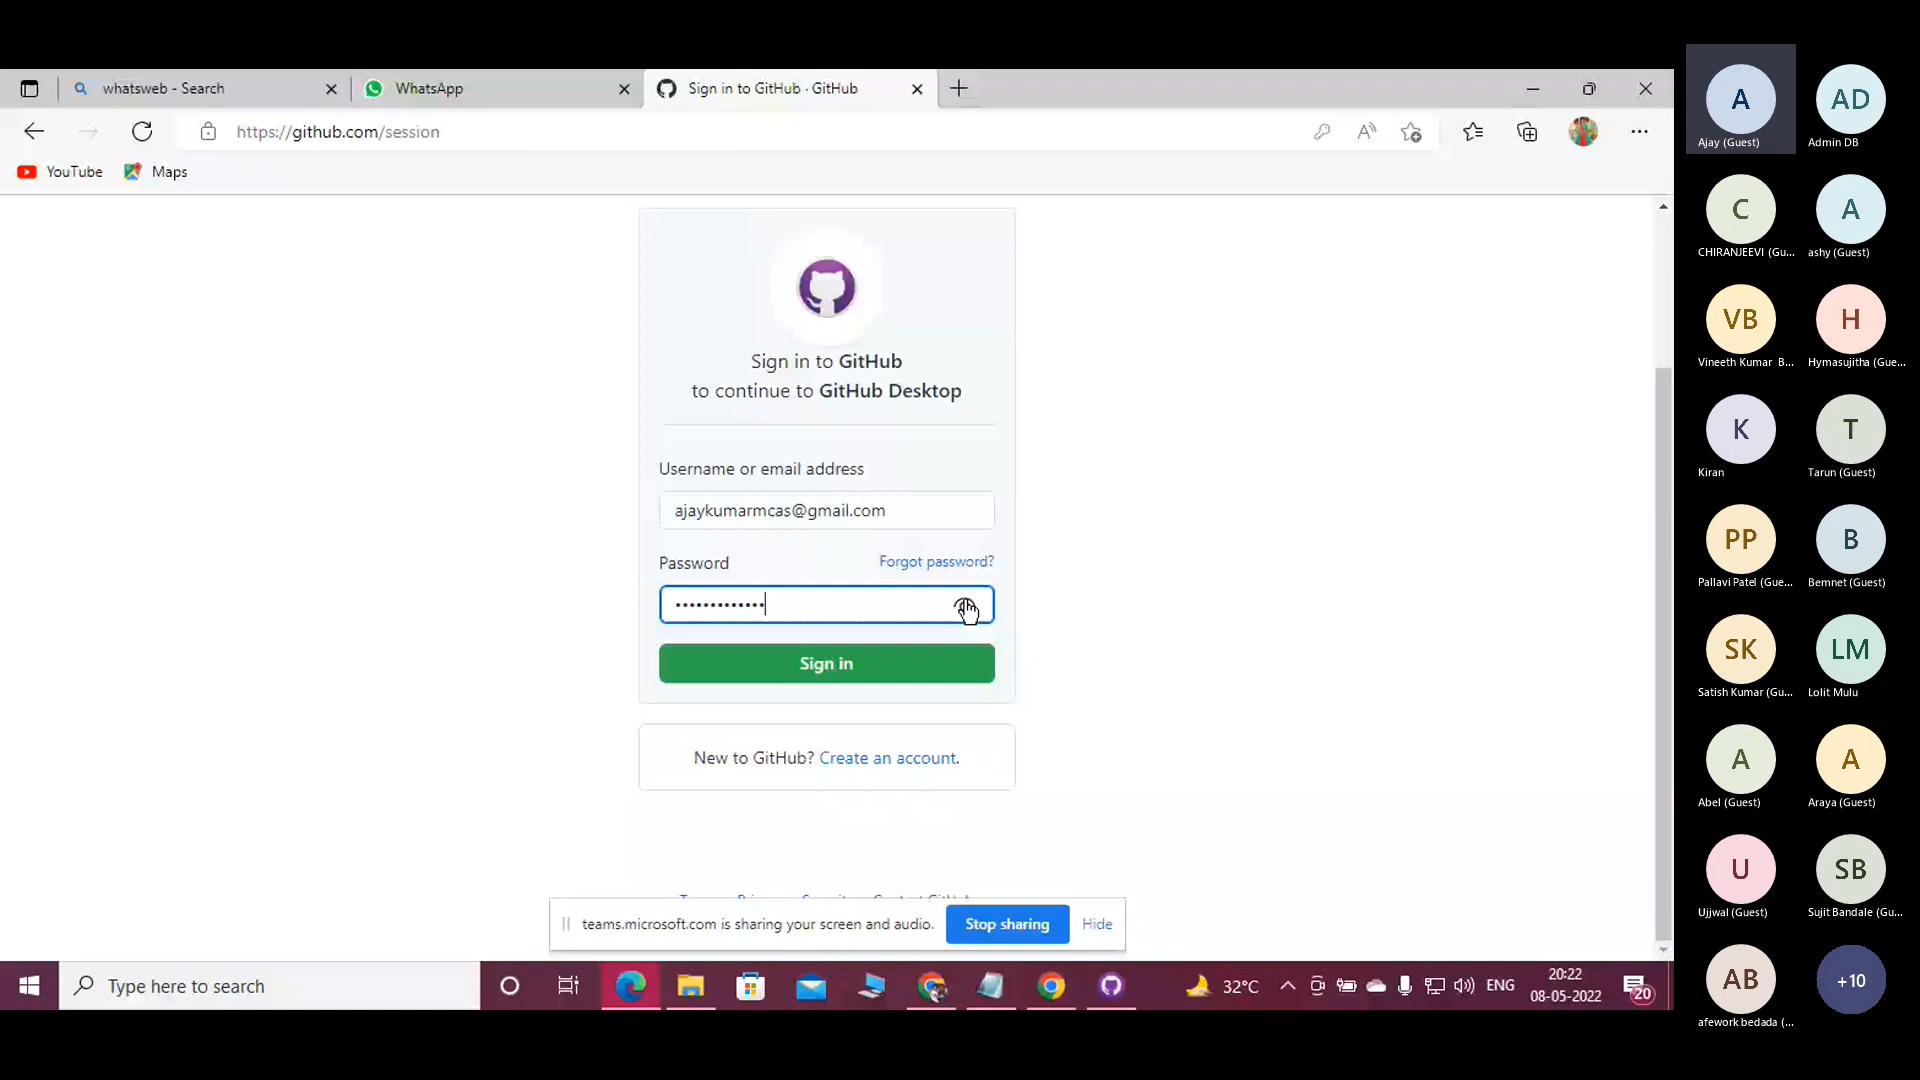 whatsweb - Search
WhatsApp
Sign in to GitHub · GitHub
https://github.com/session
YouTube
Maps
Sign in to GitHub
to continue to GitHub Desktop
Username or email address
ajaykumarmcas@gmail.com
Password
Forgot password?
•••••••••••••
Sign in
New to GitHub? Create an account.
teams.microsoft.com is sharing your screen and audio.
Stop sharing
Hide
Type here to search
32°C
ENG
20:22
08-05-2022
20
A
Ajay (Guest)
AD
Admin DB
C
CHIRANJEEVI (Gu...
A
ashy (Guest)
VB
Vineeth Kumar B...
H
Hymasujitha (Gue...
K
Kiran
T
Tarun (Guest)
PP
Pallavi Patel (Gue...
B
Bemnet (Guest)
SK
Satish Kumar (Gu...
LM
Lolit Mulu
A
Abel (Guest)
A
Araya (Guest)
U
Ujjwal (Guest)
SB
Sujit Bandale (Gu...
AB
afework bedada (...
+10